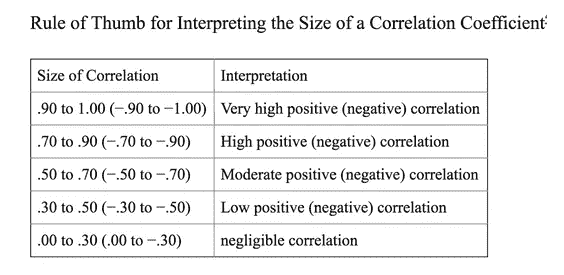 Rule of Thumb for Interpreting the Size of a Correlation Coefficient
Size of Correlation Interpretation
.90 to 1.00 (−.90 to −1.00) Very high positive (negative) correlation
.70 to .90 (−.70 to −.90) High positive (negative) correlation
.50 to .70 (−.50 to −.70) Moderate positive (negative) correlation
.30 to .50 (−.30 to −.50) Low positive (negative) correlation
.00 to .30 (.00 to −.30) negligible correlation